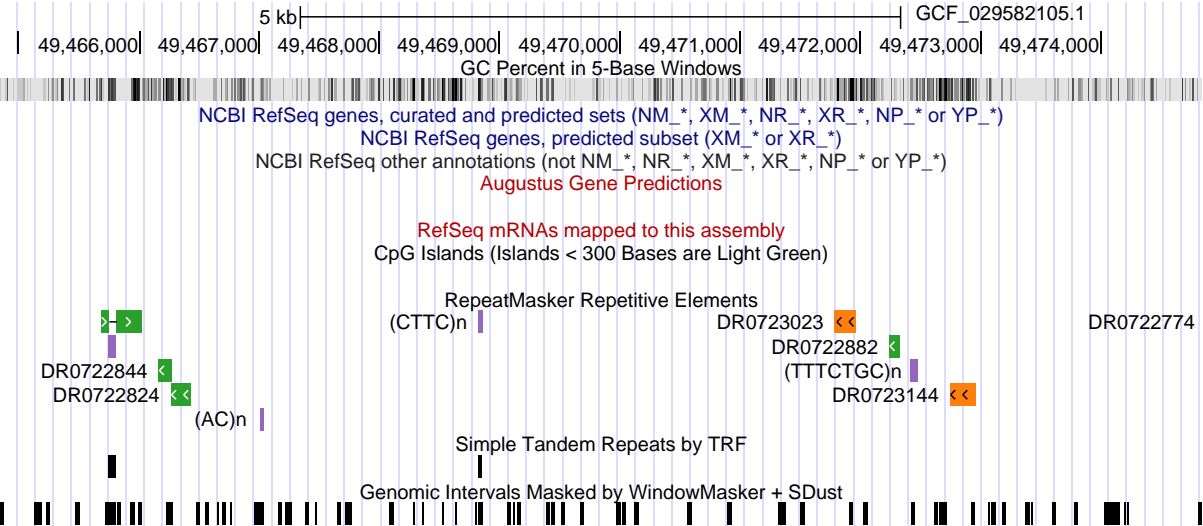 5 kb GCF_029582105.1
49,466,000 49,467,000 49,468,000 49,469,000 49,470,000 49,471,000 49,472,000 49,473,000 49,474,000
GC Percent in 5-Base Windows
NCBI RefSeq genes, curated and predicted sets (NM_*, XM_*, NR_*, XR_*, NP_* or YP_*)
NCBI RefSeq genes, predicted subset (XM_* or XR_*)
NCBI RefSeq other annotations (not NM_*, NR_*, XM_*, XR_*, NP_* or YP_*)
Augustus Gene Predictions
RefSeq mRNAs mapped to this assembly
CpG Islands (Islands < 300 Bases are Light Green)
RepeatMasker Repetitive Elements
(CTTC)n DR0723023 DR0722774
DR0722882
DR0722844 (TTTCTGC)n
DR0722824 DR0723144
(AC)n
Simple Tandem Repeats by TRF
Genomic Intervals Masked by WindowMasker + SDust